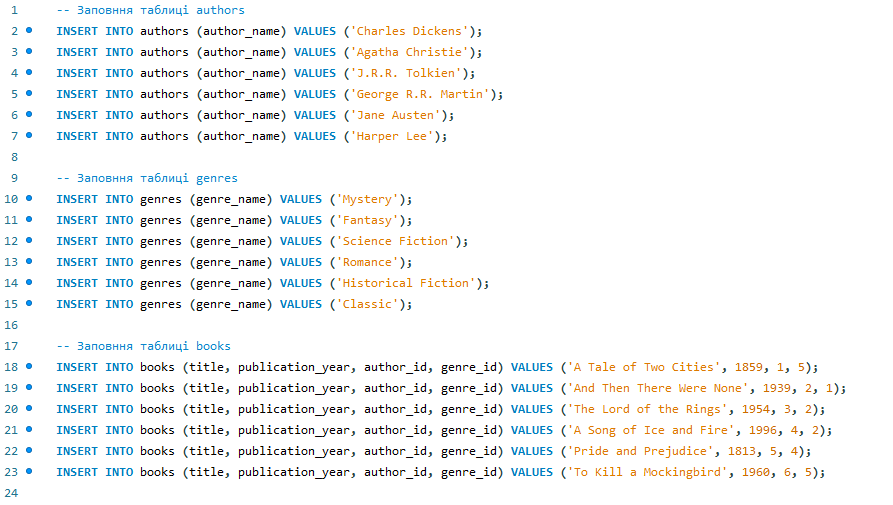 1 -- Заповння таблиці authors
2 INSERT INTO authors (author_name) VALUES ('Charles Dickens');
3 INSERT INTO authors (author_name) VALUES ('Agatha Christie');
4 INSERT INTO authors (author_name) VALUES ('J.R.R. Tolkien');
5 INSERT INTO authors (author_name) VALUES ('George R.R. Martin');
6 INSERT INTO authors (author_name) VALUES ('Jane Austen');
7 INSERT INTO authors (author_name) VALUES ('Harper Lee');
8
9 -- Заповння таблиці genres
10 INSERT INTO genres (genre_name) VALUES ('Mystery');
11 INSERT INTO genres (genre_name) VALUES ('Fantasy');
12 INSERT INTO genres (genre_name) VALUES ('Science Fiction');
13 INSERT INTO genres (genre_name) VALUES ('Romance');
14 INSERT INTO genres (genre_name) VALUES ('Historical Fiction');
15 INSERT INTO genres (genre_name) VALUES ('Classic');
16
17 -- Заповння таблиці books
18 INSERT INTO books (title, publication_year, author_id, genre_id) VALUES ('A Tale of Two Cities', 1859, 1, 5);
19 INSERT INTO books (title, publication_year, author_id, genre_id) VALUES ('And Then There Were None', 1939, 2, 1);
20 INSERT INTO books (title, publication_year, author_id, genre_id) VALUES ('The Lord of the Rings', 1954, 3, 2);
21 INSERT INTO books (title, publication_year, author_id, genre_id) VALUES ('A Song of Ice and Fire', 1996, 4, 2);
22 INSERT INTO books (title, publication_year, author_id, genre_id) VALUES ('Pride and Prejudice', 1813, 5, 4);
23 INSERT INTO books (title, publication_year, author_id, genre_id) VALUES ('To Kill a Mockingbird', 1960, 6, 5);
24